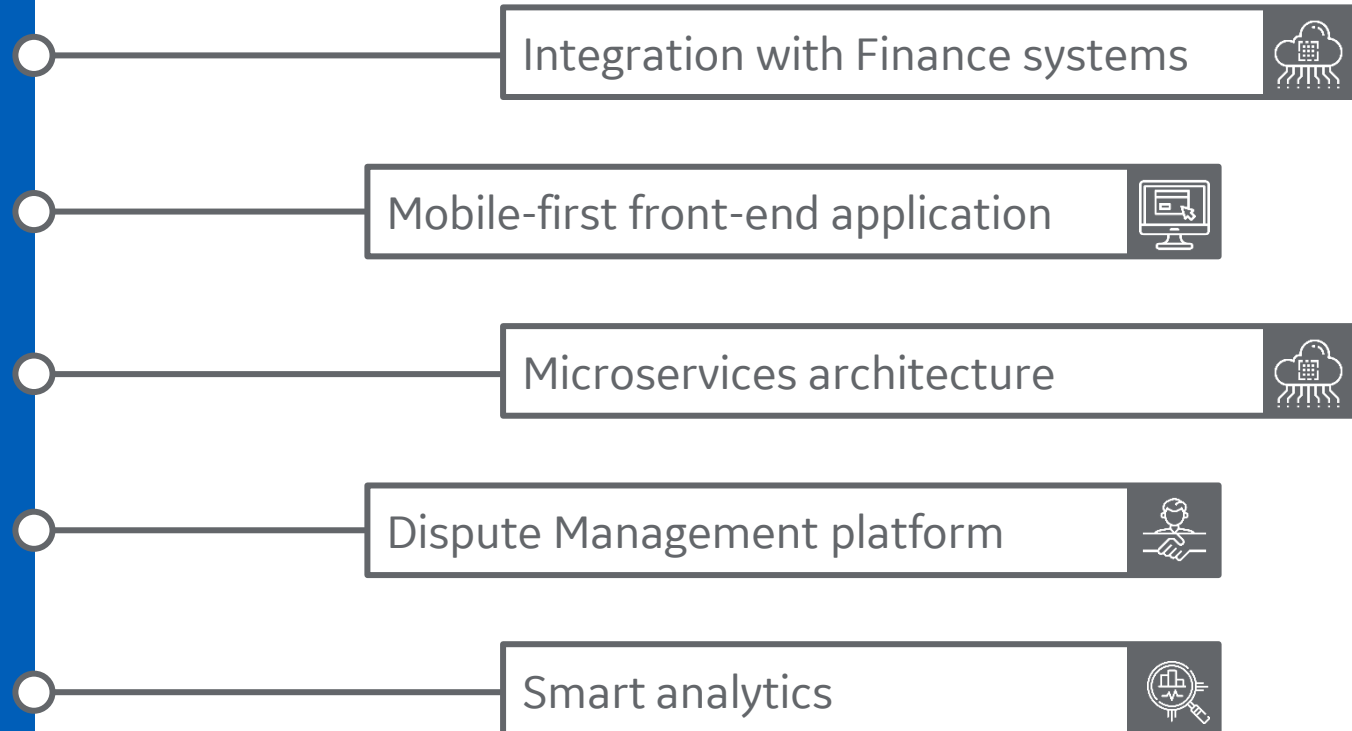 Integration with Finance systems
Mobile-first front-end application
Microservices architecture
Dispute Management platform
Smart analytics